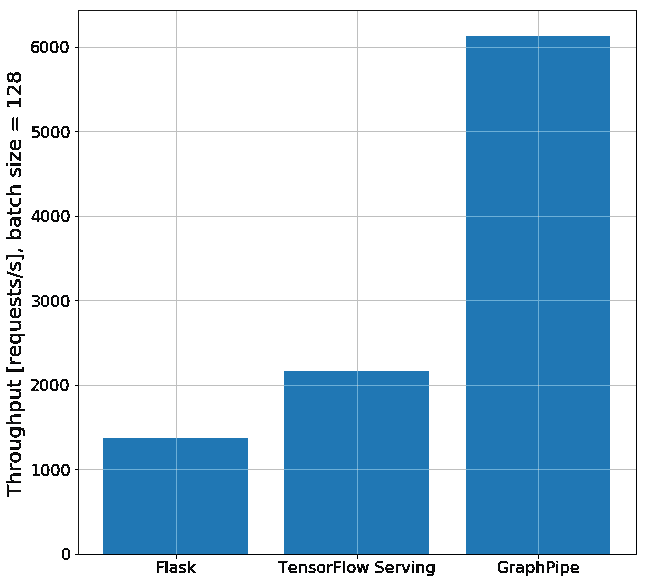 Throughput [requests/s], batch size = 128
6000
5000
4000
3000
2000
1000
0
Flask
TensorFlow Serving
GraphPipe